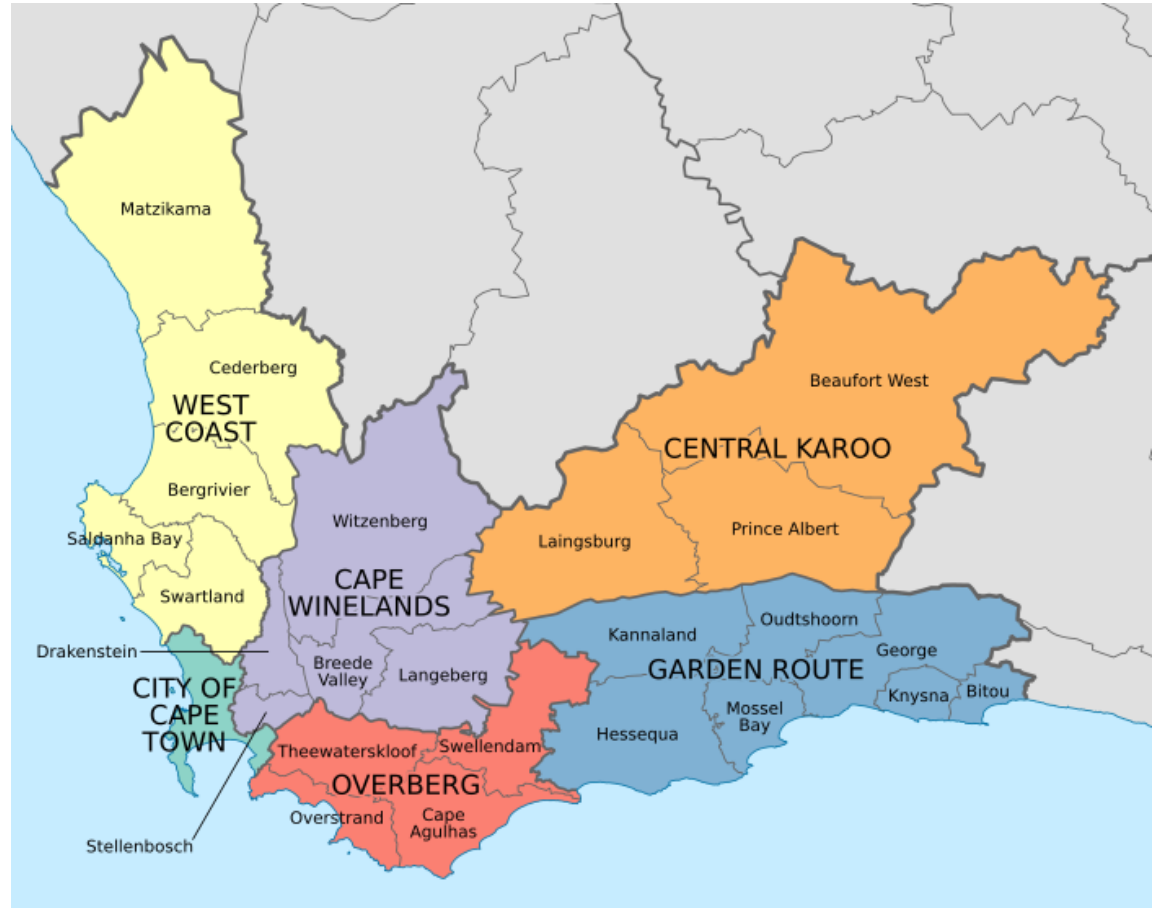 Matzikama
Cederberg
WEST
COAST
Bergrivier
Saldanha Bay
Swartland
Drakenstein
CITY OF
CAPE
TOWN
Stellenbosch
Witzenberg
CAPE
WINELANDS
Breede
Valley
Langeberg
Theewaterskloof
Swellendam
OVERBERG
Overstrand
Cape
Agulhas
Beaufort West
CENTRAL KAROO
Laingsburg
Prince Albert
Kannaland
Oudtshoorn
George
GARDEN ROUTE
Knysna
Bitou
Mossel
Bay
Hessequa